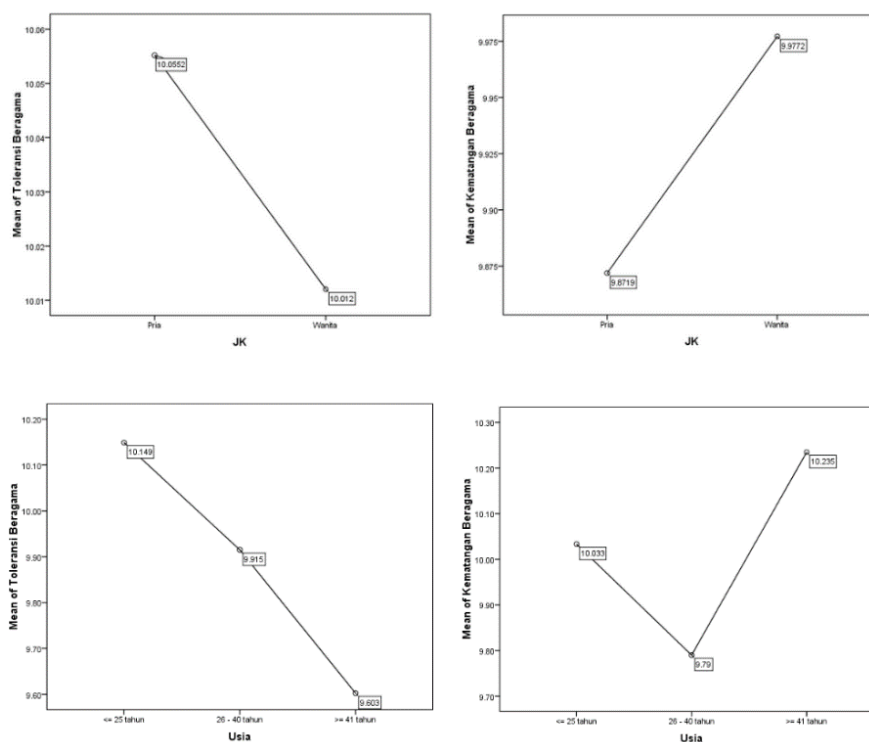 Mean of Toleransi Beragama
10.06
10.05
10.04
10.03
10.02
10.01
10.0552
10.012
Pria
Wanita
JK
Mean of Kematangan Beragama
9.975
9.95
9.925
9.90
9.875
9.9772
9.8719
Pria
Wanita
JK
Mean of Toleransi Beragama
10.20
10.10
10.00
9.90
9.80
9.70
9.60
10.149
9.915
9.603
<= 25 tahun
26 - 40 tahun
>= 41 tahun
Usia
Mean of Kematangan Beragama
10.30
10.20
10.10
10.00
9.90
9.80
9.70
10.235
10.033
9.79
<= 25 tahun
26 - 40 tahun
>= 41 tahun
Usia